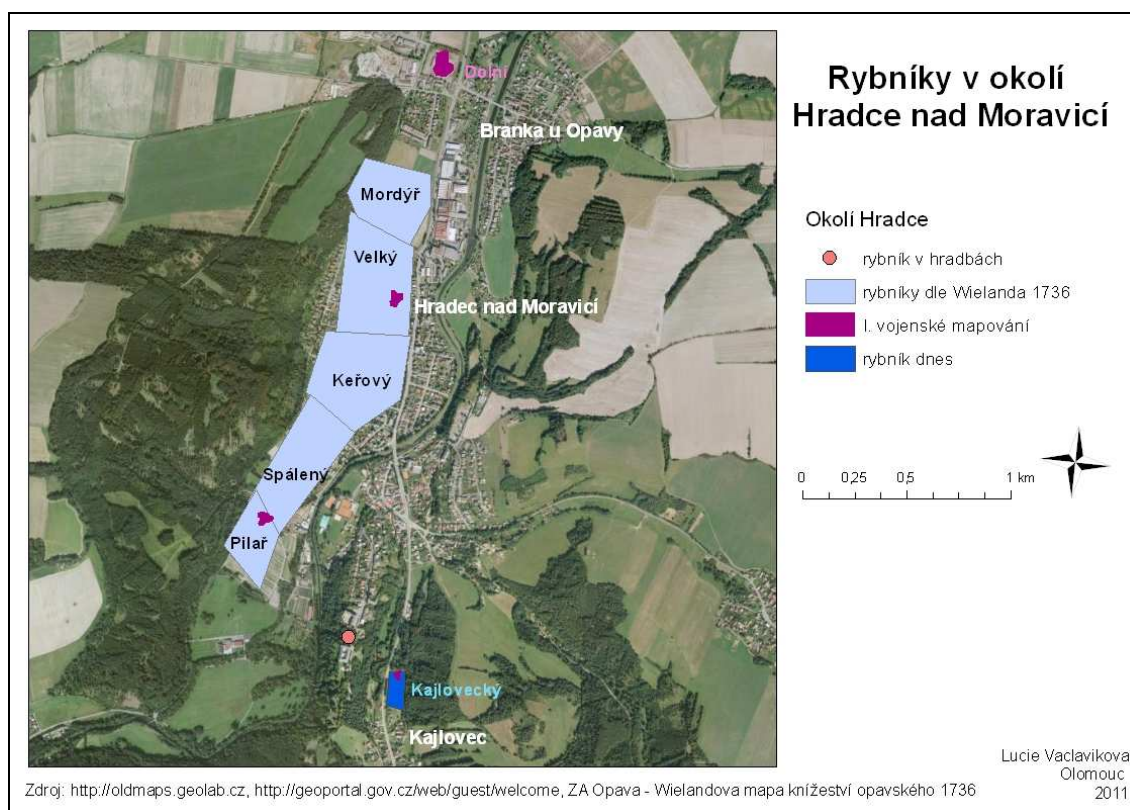 Rybníky v okolí
Hradce nad Moravicí
Okolí Hradce
rybník v hradbách
rybníky dle Wielanda 1736
I. vojenské mapování
rybník dnes
0 0,25 0,5 1 km
Dolní
Branka u Opavy
Mordýř
Velký
Hradec nad Moravicí
Keřový
Spálený
Pilař
Kajlovecký
Kajlovec
Lucie Vaclavikova
Olomouc
2011
Zdroj: http://oldmaps.geolab.cz, http://geoportal.gov.cz/web/guest/welcome, ZA Opava - Wielandova mapa knížeství opavského 1736